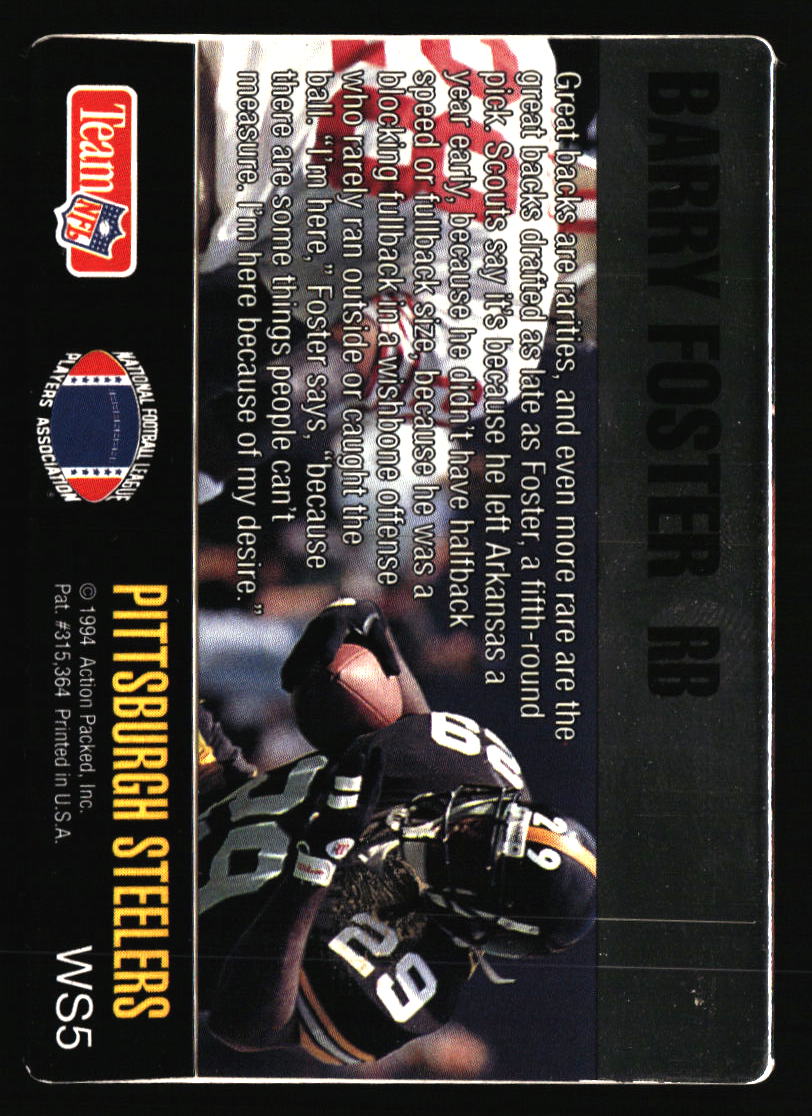 BARRY FOSTER RB
Great backs are rarities, and even more rare are the
great backs drafted as late as Foster, a fifth-round
pick. Scouts say it's because he left Arkansas a
year early, because he didn't have halfback
speed or fullback size, because he was a
blocking fullback in a wishbone offense
who rarely ran outside or caught the
ball. "I'm here," Foster says, "because
there are some things people can't
measure. I'm here because of my desire."
29
29
29
Wilson
Team NFL
NATIONAL FOOTBALL LEAGUE
PLAYERS ASSOCIATION
PITTSBURGH STEELERS
© 1994 Action Packed, Inc.
Pat. #315,364 Printed in U.S.A.
WS5